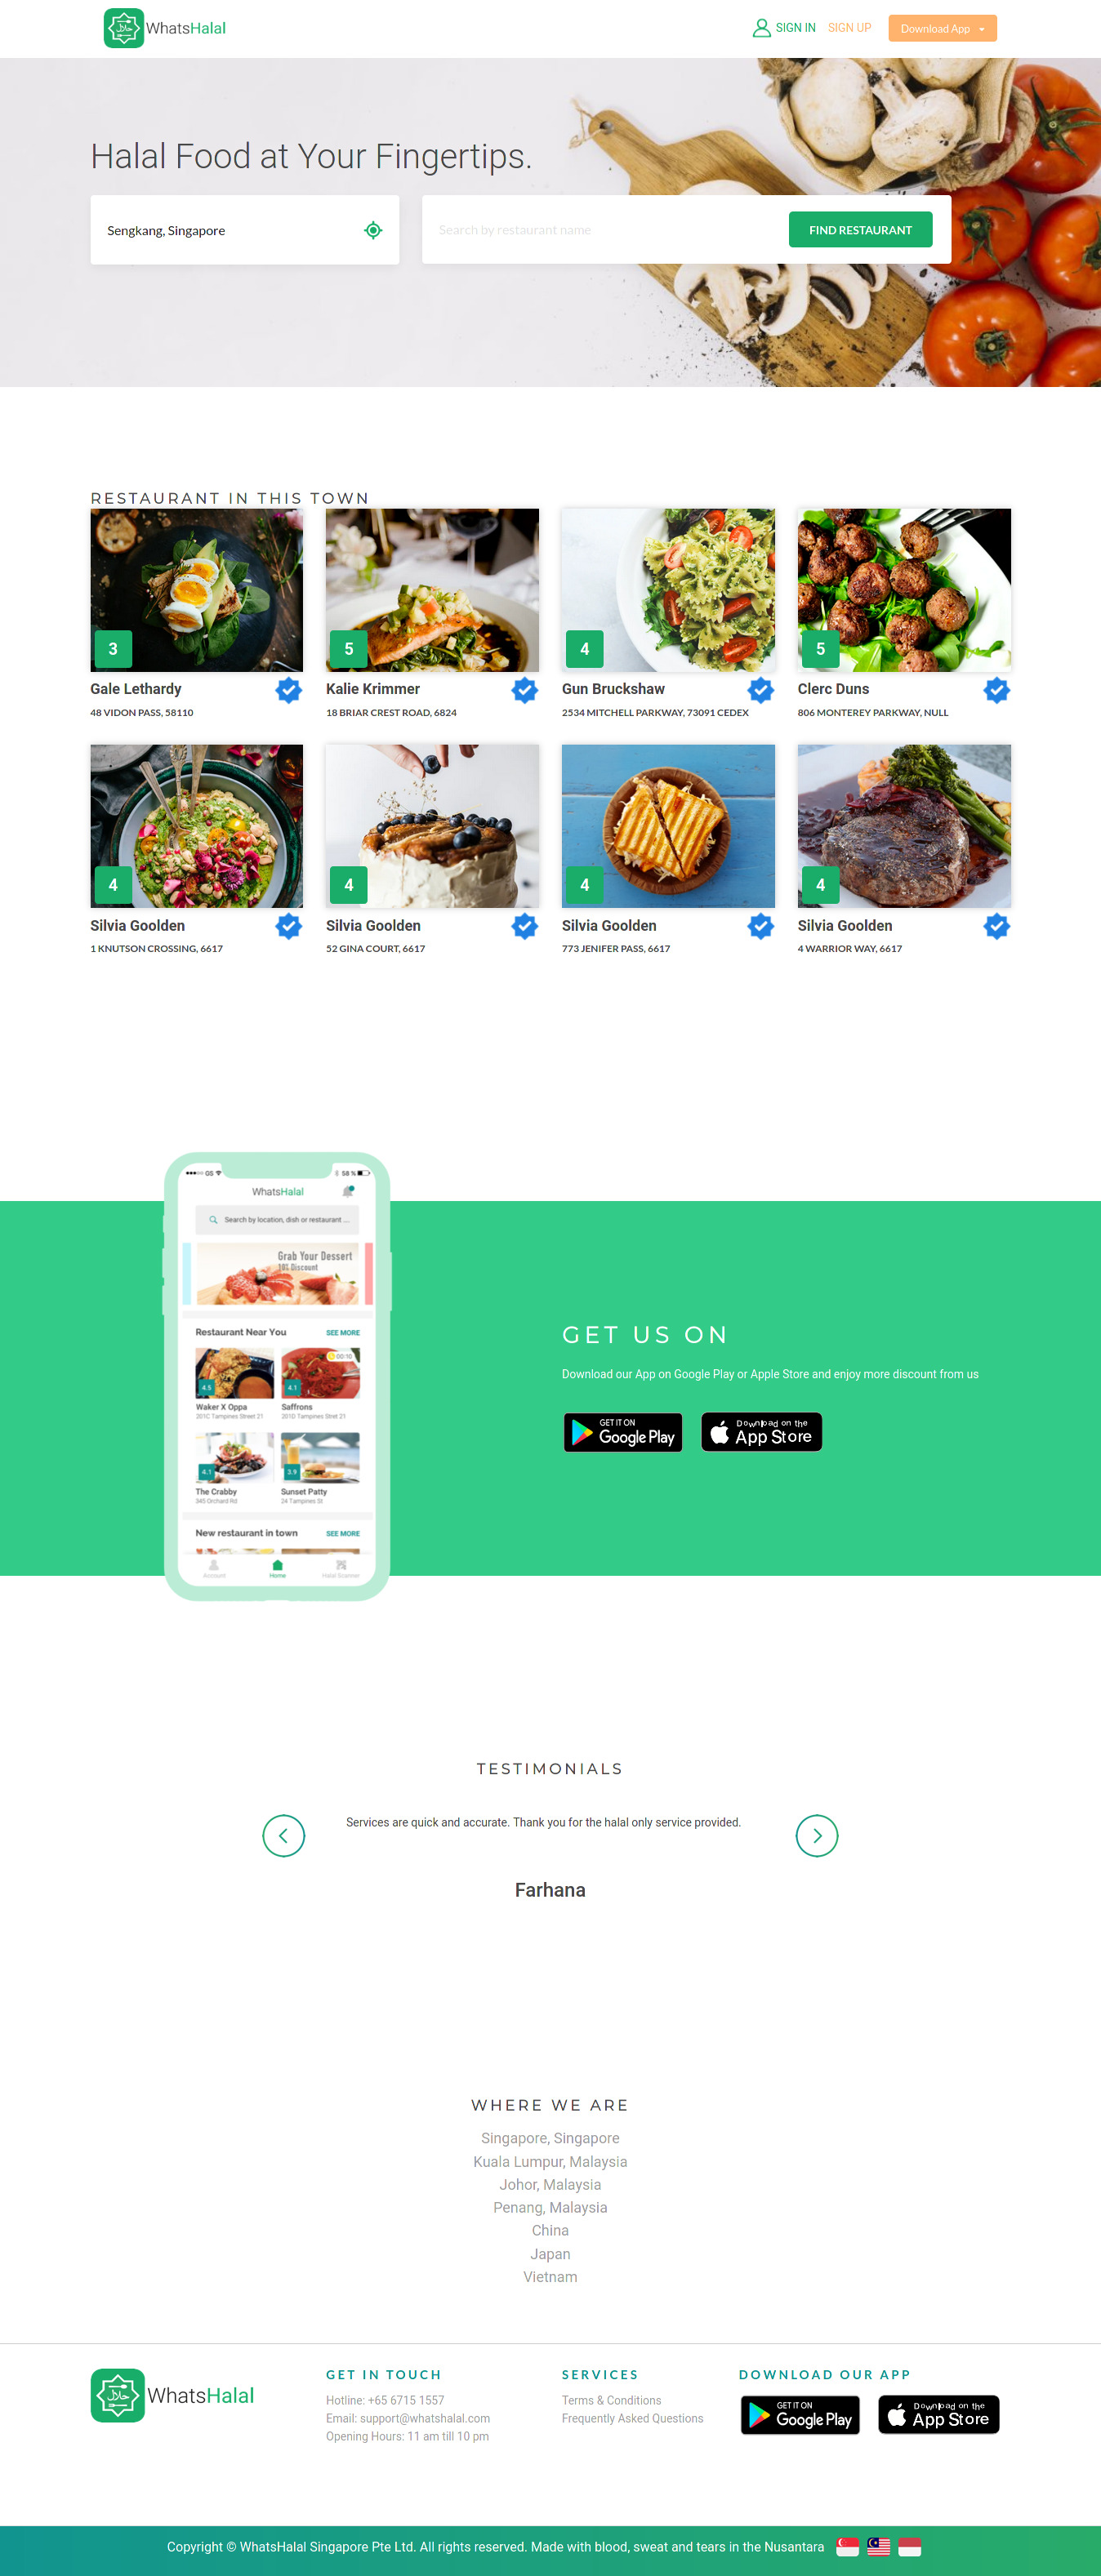 WhatsHalal
SIGN IN
SIGN UP
Download App
Halal Food at Your Fingertips.
Sengkang, Singapore
Search by restaurant name
FIND RESTAURANT
RESTAURANT IN THIS TOWN
3
5
4
5
Gale Lethardy
Kalie Krimmer
Gun Bruckshaw
Clerc Duns
48 VIDON PASS, 58110
18 BRIAR CREST ROAD, 6824
2534 MITCHELL PARKWAY, 73091 CEDEX
806 MONTEREY PARKWAY, NULL
4
4
4
4
Silvia Goolden
Silvia Goolden
Silvia Goolden
Silvia Goolden
1 KNUTSON CROSSING, 6617
52 GINA COURT, 6617
773 JENIFER PASS, 6617
4 WARRIOR WAY, 6617
GS
58 %
WhatsHalal
Search by location, dish or restaurant ...
Grab Your Dessert
10% Discount
Restaurant Near You
SEE MORE
00:10
4.5
4.1
Waker X Oppa
Saffrons
201C Tampines Street 21
201D Tampines Stret 21
4.1
3.9
The Crabby
Sunset Patty
345 Orchard Rd
24 Tampines St
New restaurant in town
SEE MORE
Account
Home
Halal Scanner
GET US ON
Download our App on Google Play or Apple Store and enjoy more discount from us
GET IT ON
Google Play
Download on the
App Store
TESTIMONIALS
Services are quick and accurate. Thank you for the halal only service provided.
Farhana
WHERE WE ARE
Singapore, Singapore
Kuala Lumpur, Malaysia
Johor, Malaysia
Penang, Malaysia
China
Japan
Vietnam
WhatsHalal
GET IN TOUCH
Hotline: +65 6715 1557
Email: support@whatshalal.com
Opening Hours: 11 am till 10 pm
SERVICES
Terms & Conditions
Frequently Asked Questions
DOWNLOAD OUR APP
GET IT ON
Google Play
Download on the
App Store
Copyright © WhatsHalal Singapore Pte Ltd. All rights reserved. Made with blood, sweat and tears in the Nusantara